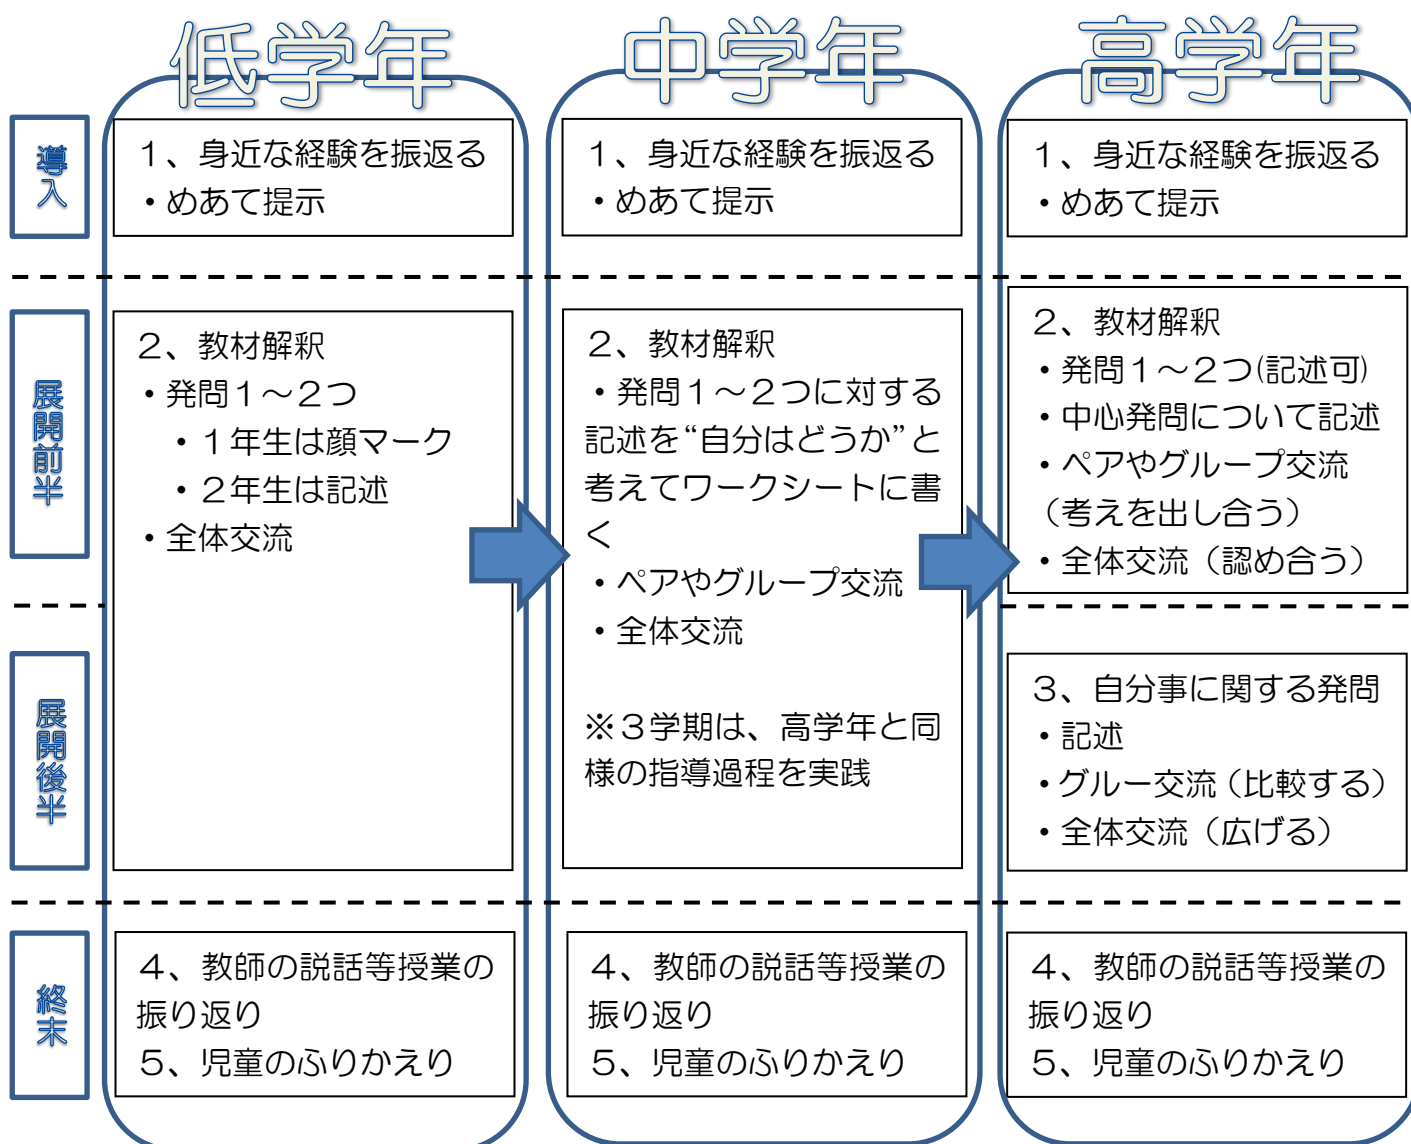 低学年
中学年
高学年
導入
1、身近な経験を振返る
・めあて提示
1、身近な経験を振返る
・めあて提示
1、身近な経験を振返る
・めあて提示
展開前半
2、教材解釈
・発問1~2つ
・1年生は顔マーク
・2年生は記述
・全体交流
2、教材解釈
・発問1~2つに対する
記述を“自分はどうか”と
考えてワークシートに書
く
・ペアやグループ交流
・全体交流
※3学期は、高学年と同
様の指導過程を実践
2、教材解釈
・発問1~2つ(記述可)
・中心発問について記述
・ペアやグループ交流
(考えを出し合う)
・全体交流(認め合う)
展開後半
3、自分事に関する発問
・記述
・グルー交流(比較する)
・全体交流(広げる)
終末
4、教師の説話等授業の
振り返り
5、児童のふりかえり
4、教師の説話等授業の
振り返り
5、児童のふりかえり
4、教師の説話等授業の
振り返り
5、児童のふりかえり